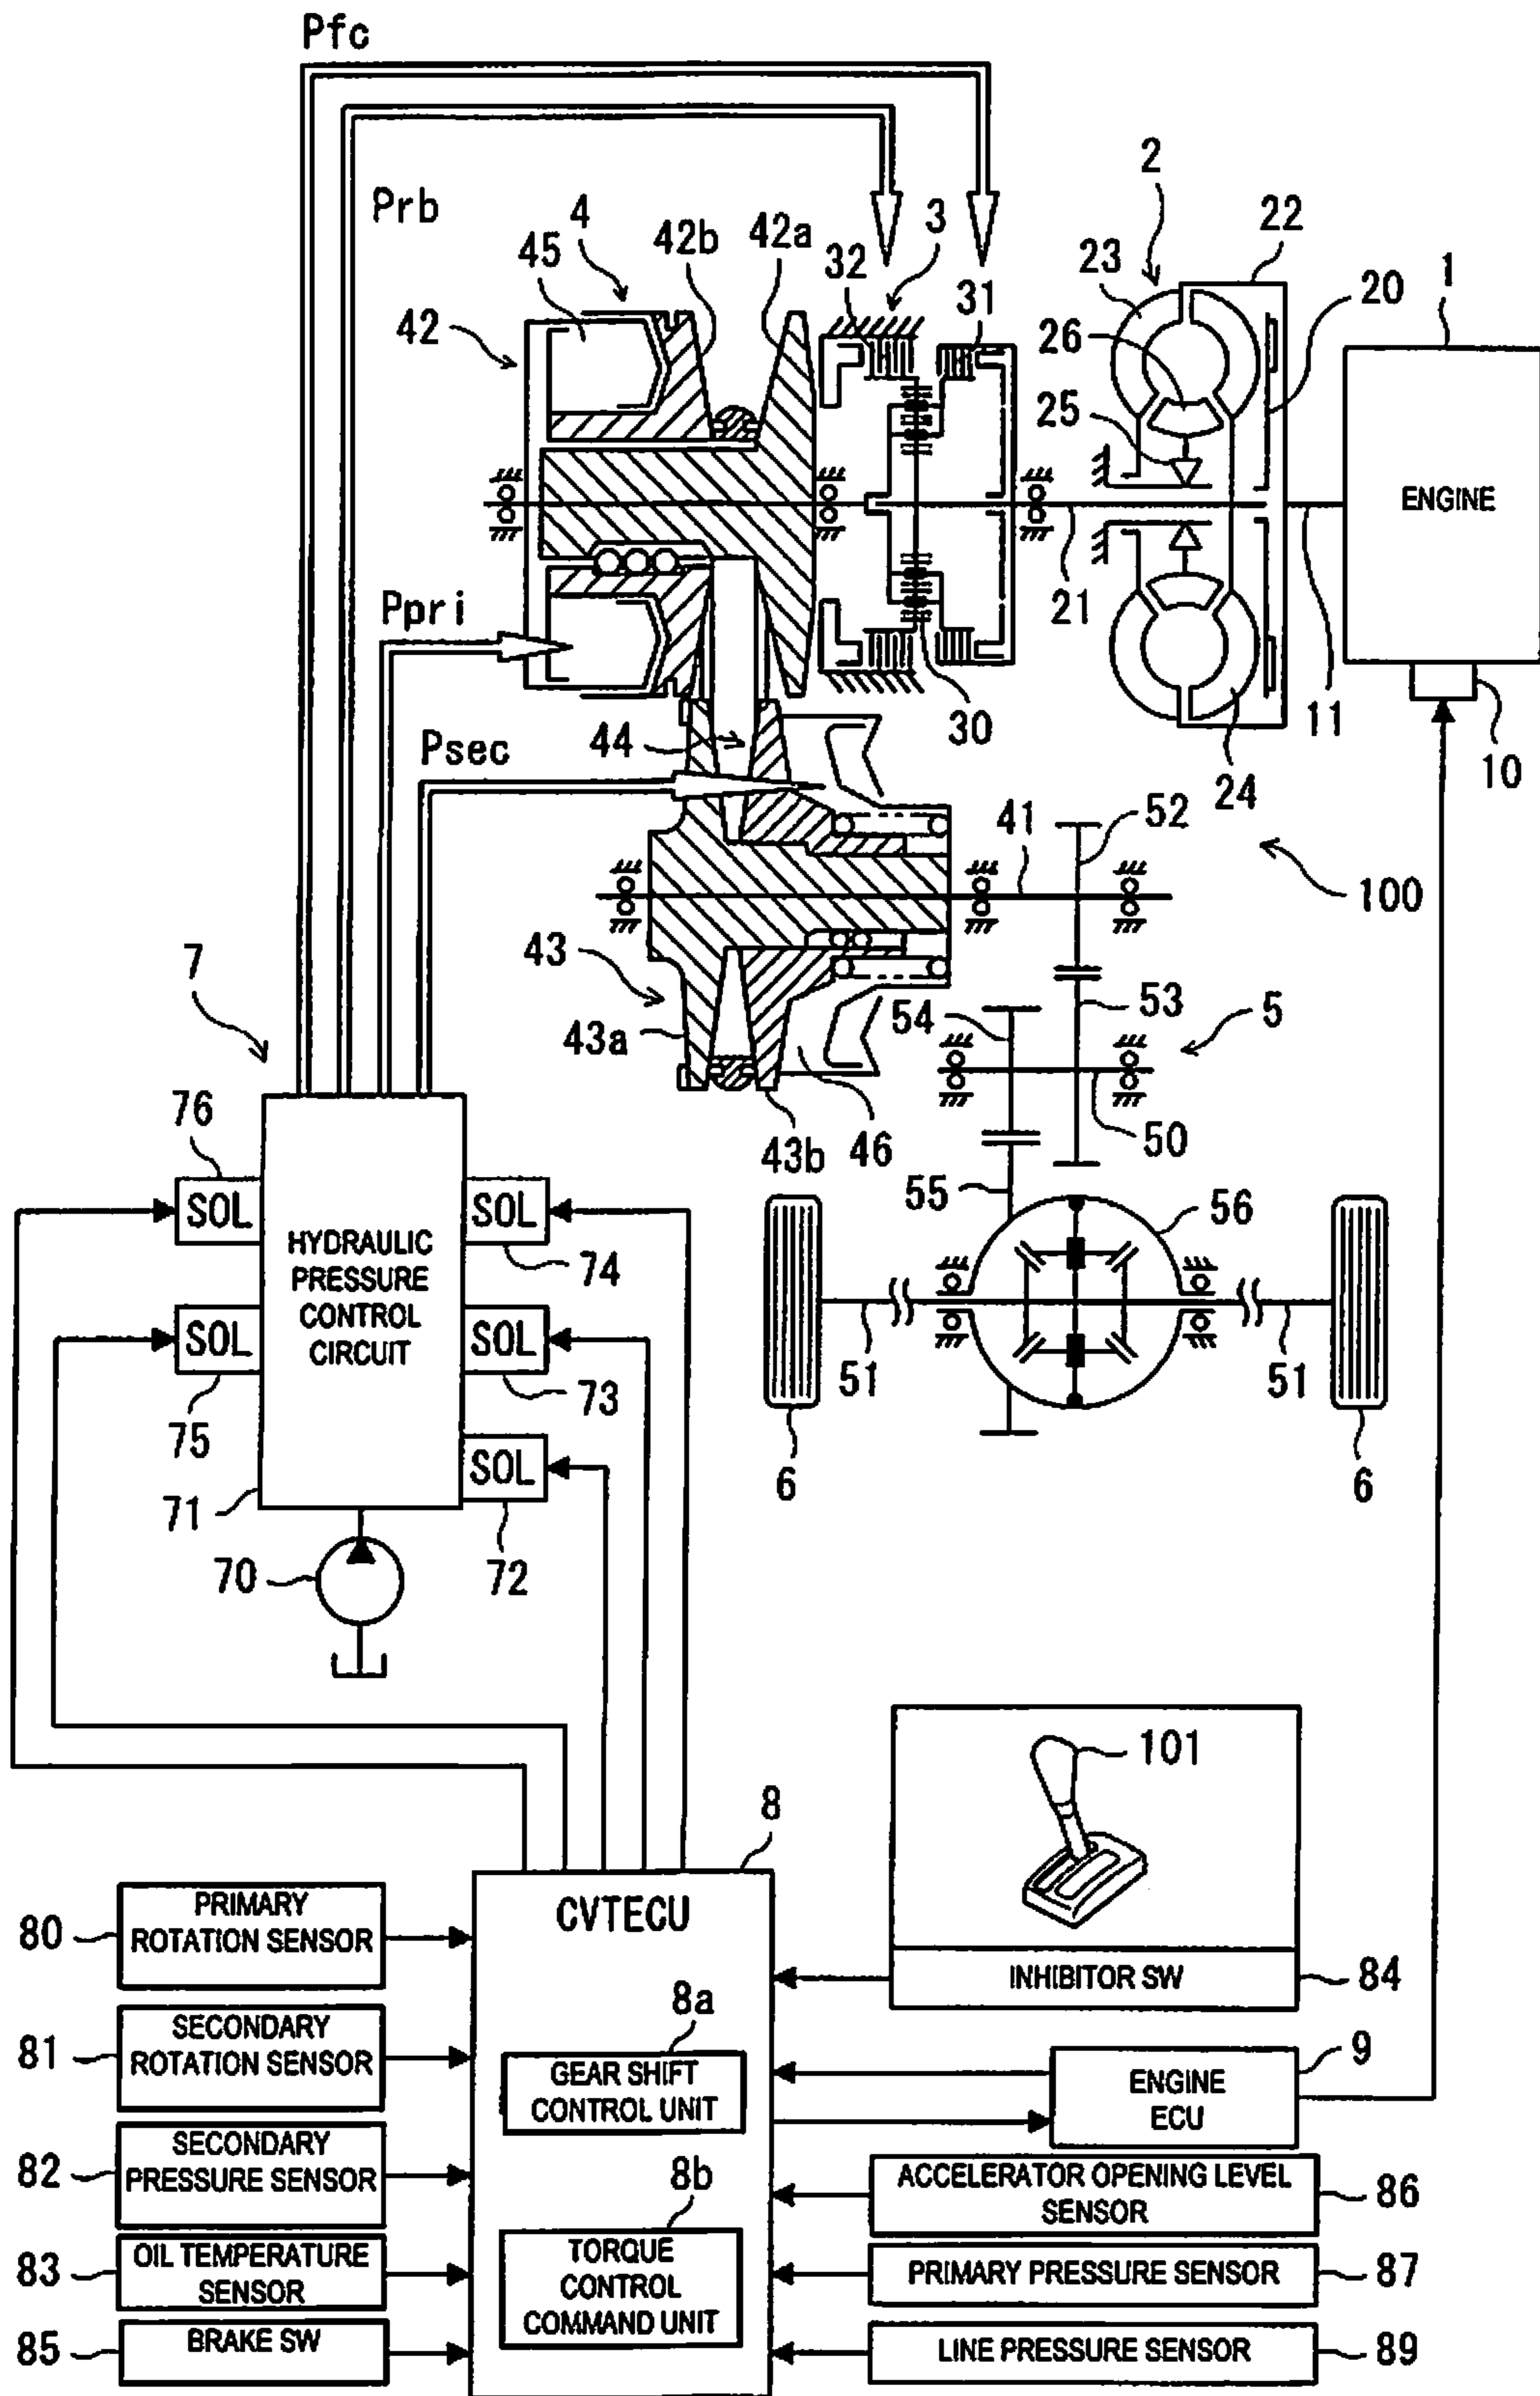 Pfc
Prb
4
45
42b
42a
32
3
31
2
22
23
26
20
1
42
25
ENGINE
Ppri
21
30
11
10
44
Psec
24
52
41
100
7
43
53
54
5
43a
76
43b
46
50
SOL
SOL
55
56
HYDRAULIC
PRESSURE
CONTROL
CIRCUIT
74
SOL
SOL
51
51
75
73
SOL
6
6
71
72
70
101
8
CVTECU
80
PRIMARY
ROTATION SENSOR
INHIBITOR SW
84
8a
81
SECONDARY
ROTATION SENSOR
9
GEAR SHIFT
CONTROL UNIT
ENGINE
ECU
82
SECONDARY
PRESSURE SENSOR
8b
ACCELERATOR OPENING LEVEL
SENSOR
86
83
OIL TEMPERATURE
SENSOR
TORQUE
CONTROL
COMMAND UNIT
PRIMARY PRESSURE SENSOR
87
85
BRAKE SW
LINE PRESSURE SENSOR
89